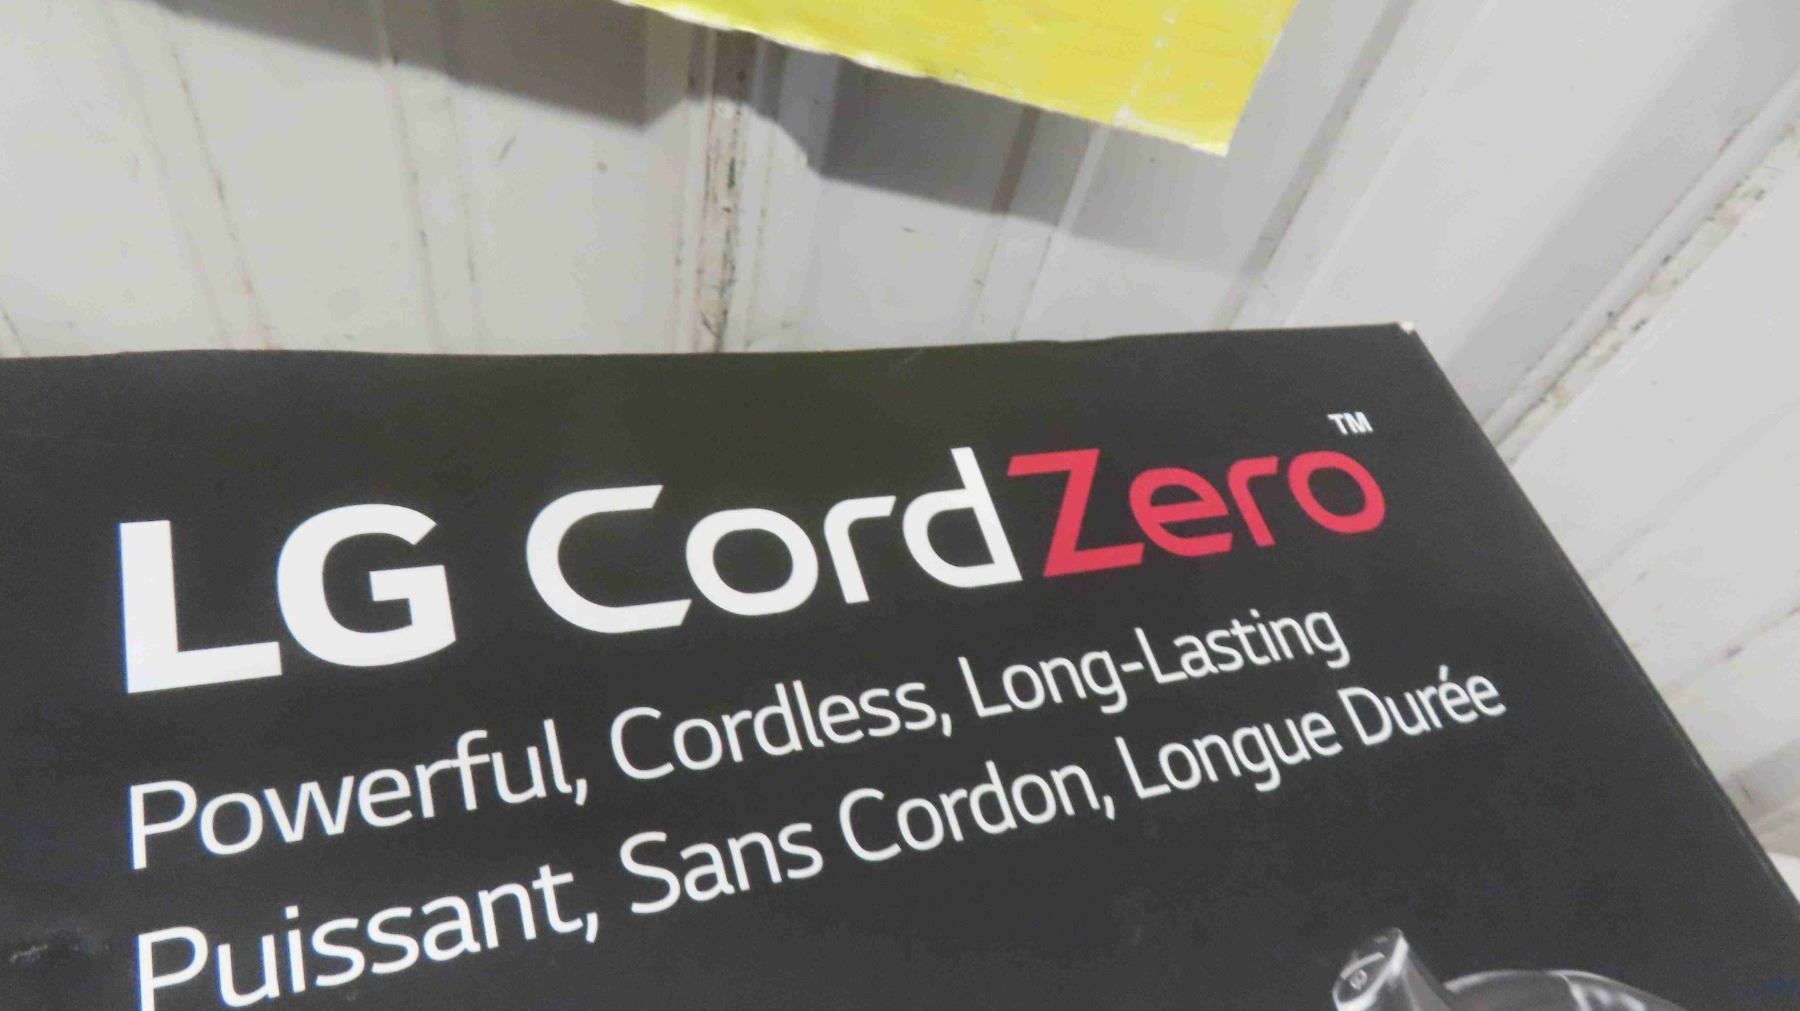 LG CordZero™
Powerful, Cordless, Long-Lasting
Puissant, Sans Cordon, Longue Durée